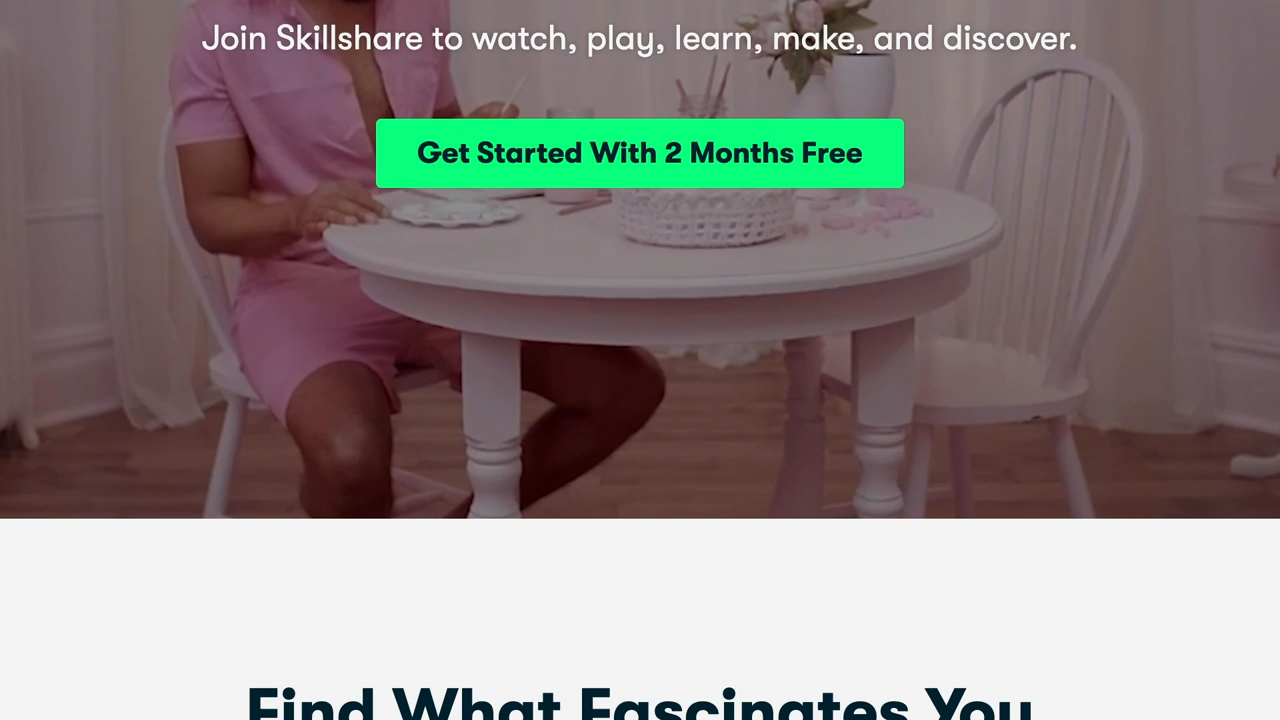 Join Skillshare to watch, play, learn, make, and discover.
Get Started With 2 Months Free
Find What Fascinates You